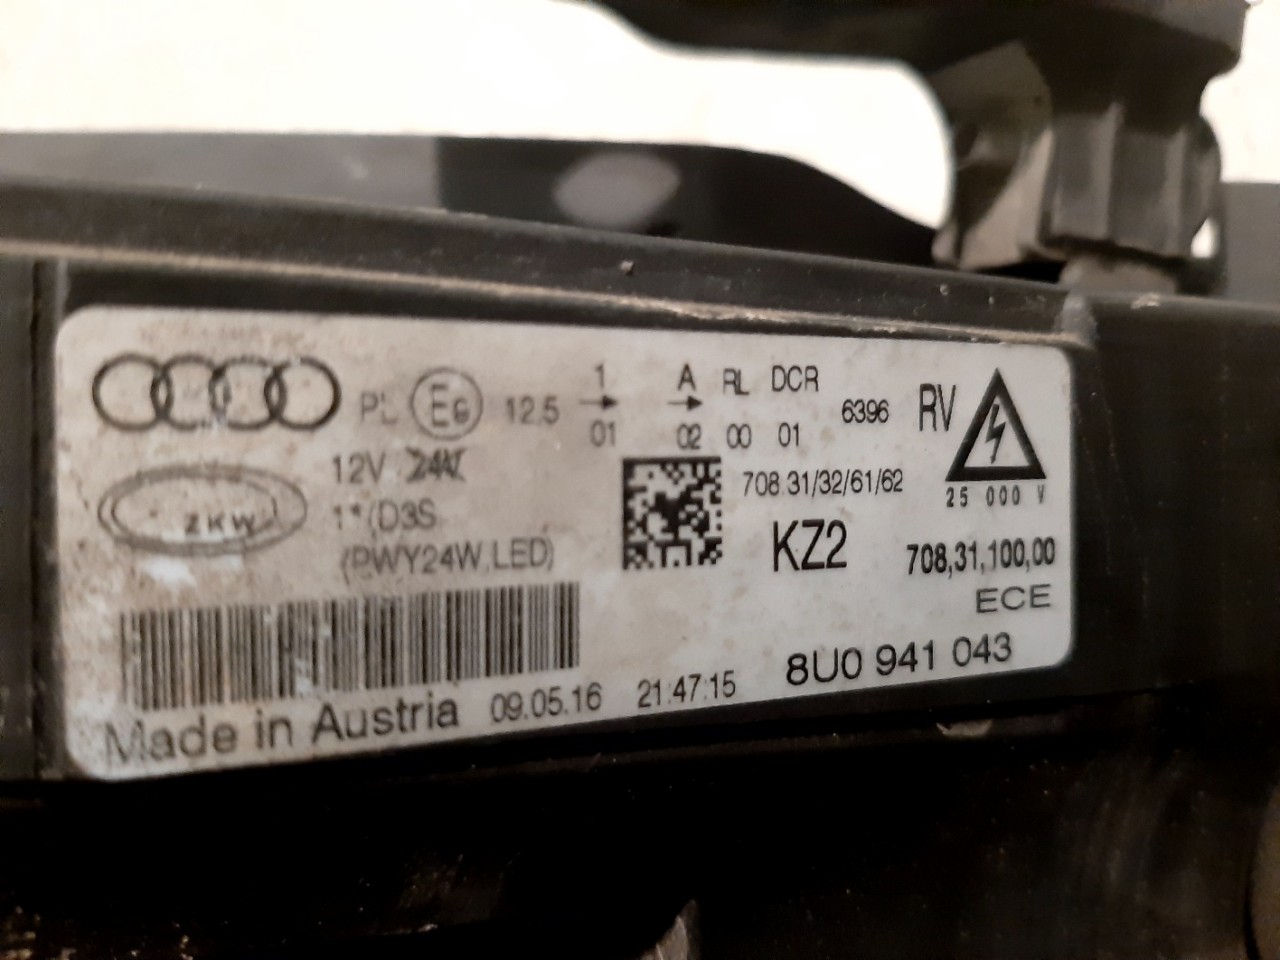 PL E6 12.5 1 → 01 A → 02 RL 00 DCR 01 6396 RV
12V 24V
25 000 V
ZKW
1*(D3S
708.31/32/61/62
(PWY24W,LED)
KZ2
708,31,100,00
ECE
8U0 941 043
Made in Austria 09.05.16 21:47:15